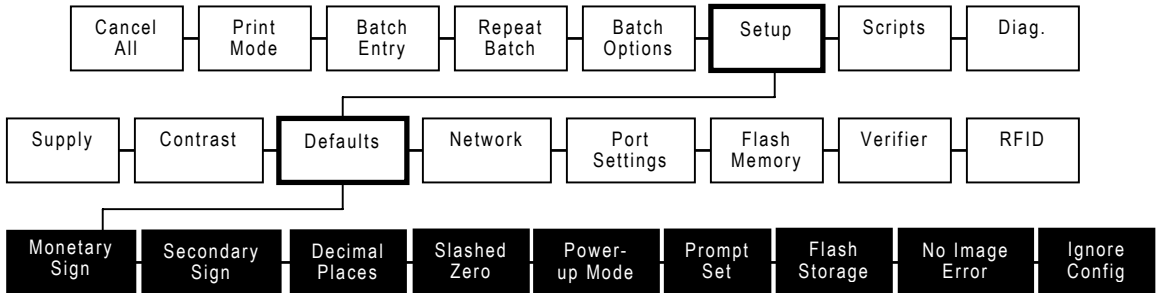 Cancel
All
Print
Mode
Batch
Entry
Repeat
Batch
Batch
Options
Setup
Scripts
Diag.
Supply
Contrast
Defaults
Network
Port
Settings
Flash
Memory
Verifier
RFID
Monetary
Sign
Secondary
Sign
Decimal
Places
Slashed
Zero
Power-
up Mode
Prompt
Set
Flash
Storage
No Image
Error
Ignore
Config